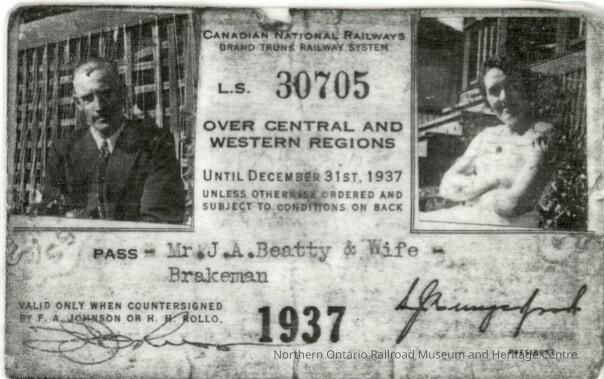 CANADIAN NATIONAL RAILWAYS
GRAND TRUNK RAILWAY SYSTEM
L.S. 30705
OVER CENTRAL AND
WESTERN REGIONS
UNTIL DECEMBER 31ST, 1937
UNLESS OTHERWISE ORDERED AND
SUBJECT TO CONDITIONS ON BACK
PASS - Mr. J.A. Beatty & Wife -
Brakeman
VALID ONLY WHEN COUNTERSIGNED
BY F. A. JOHNSON OR H. H. ROLLO.
1937
Northern Ontario Railroad Museum and Heritage Centre